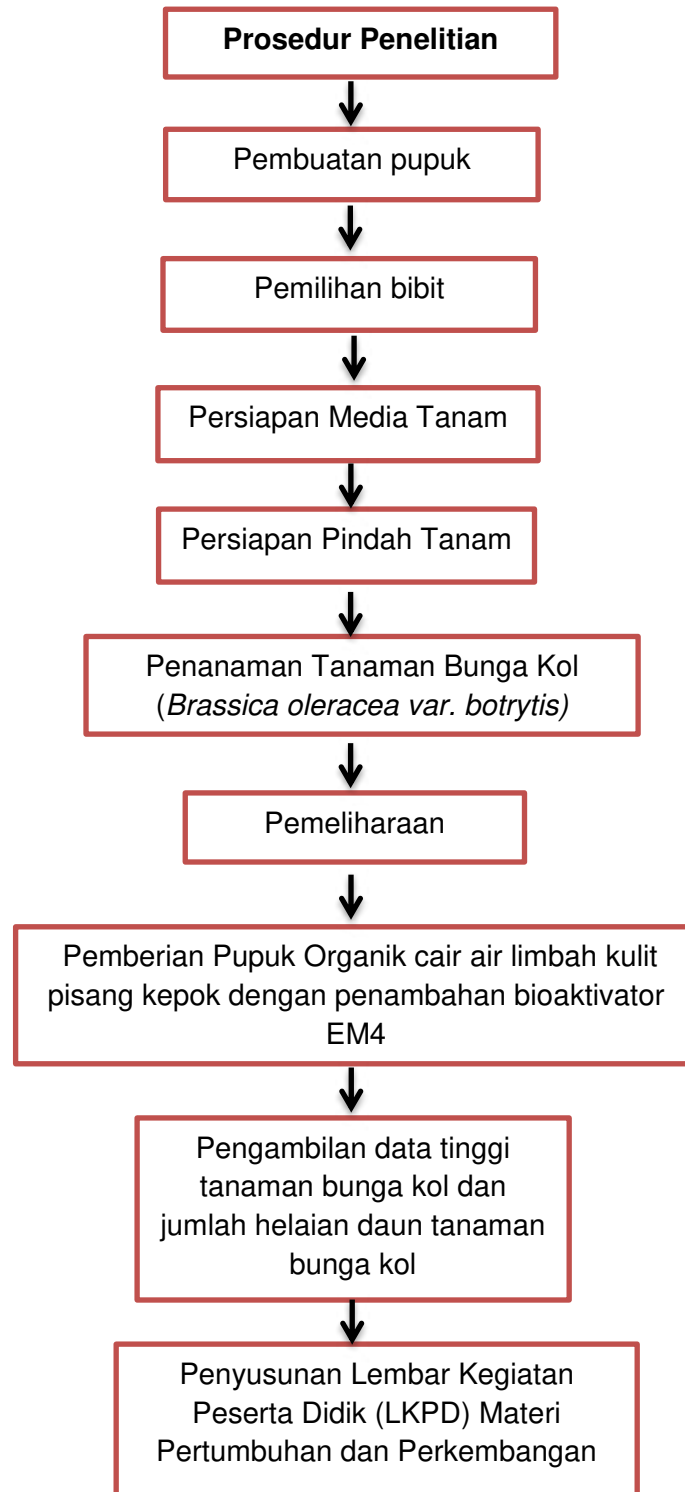 Prosedur Penelitian
Pembuatan pupuk
Pemilihan bibit
Persiapan Media Tanam
Persiapan Pindah Tanam
Penanaman Tanaman Bunga Kol
(Brassica oleracea var. botrytis)
Pemeliharaan
Pemberian Pupuk Organik cair air limbah kulit
pisang kepok dengan penambahan bioaktivator
EM4
Pengambilan data tinggi
tanaman bunga kol dan
jumlah helaian daun tanaman
bunga kol
Penyusunan Lembar Kegiatan
Peserta Didik (LKPD) Materi
Pertumbuhan dan Perkembangan